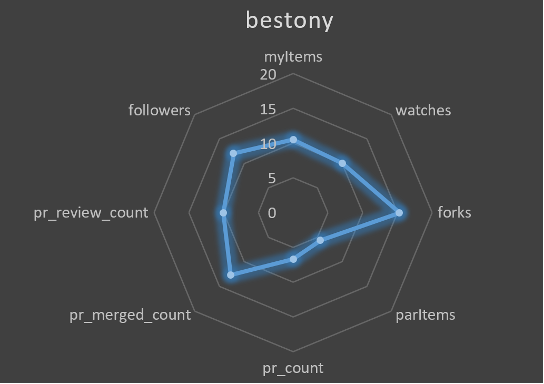 bestony
myItems
20
followers
watches
15
10
5
pr_review_count
0
forks
pr_merged_count
parItems
pr_count